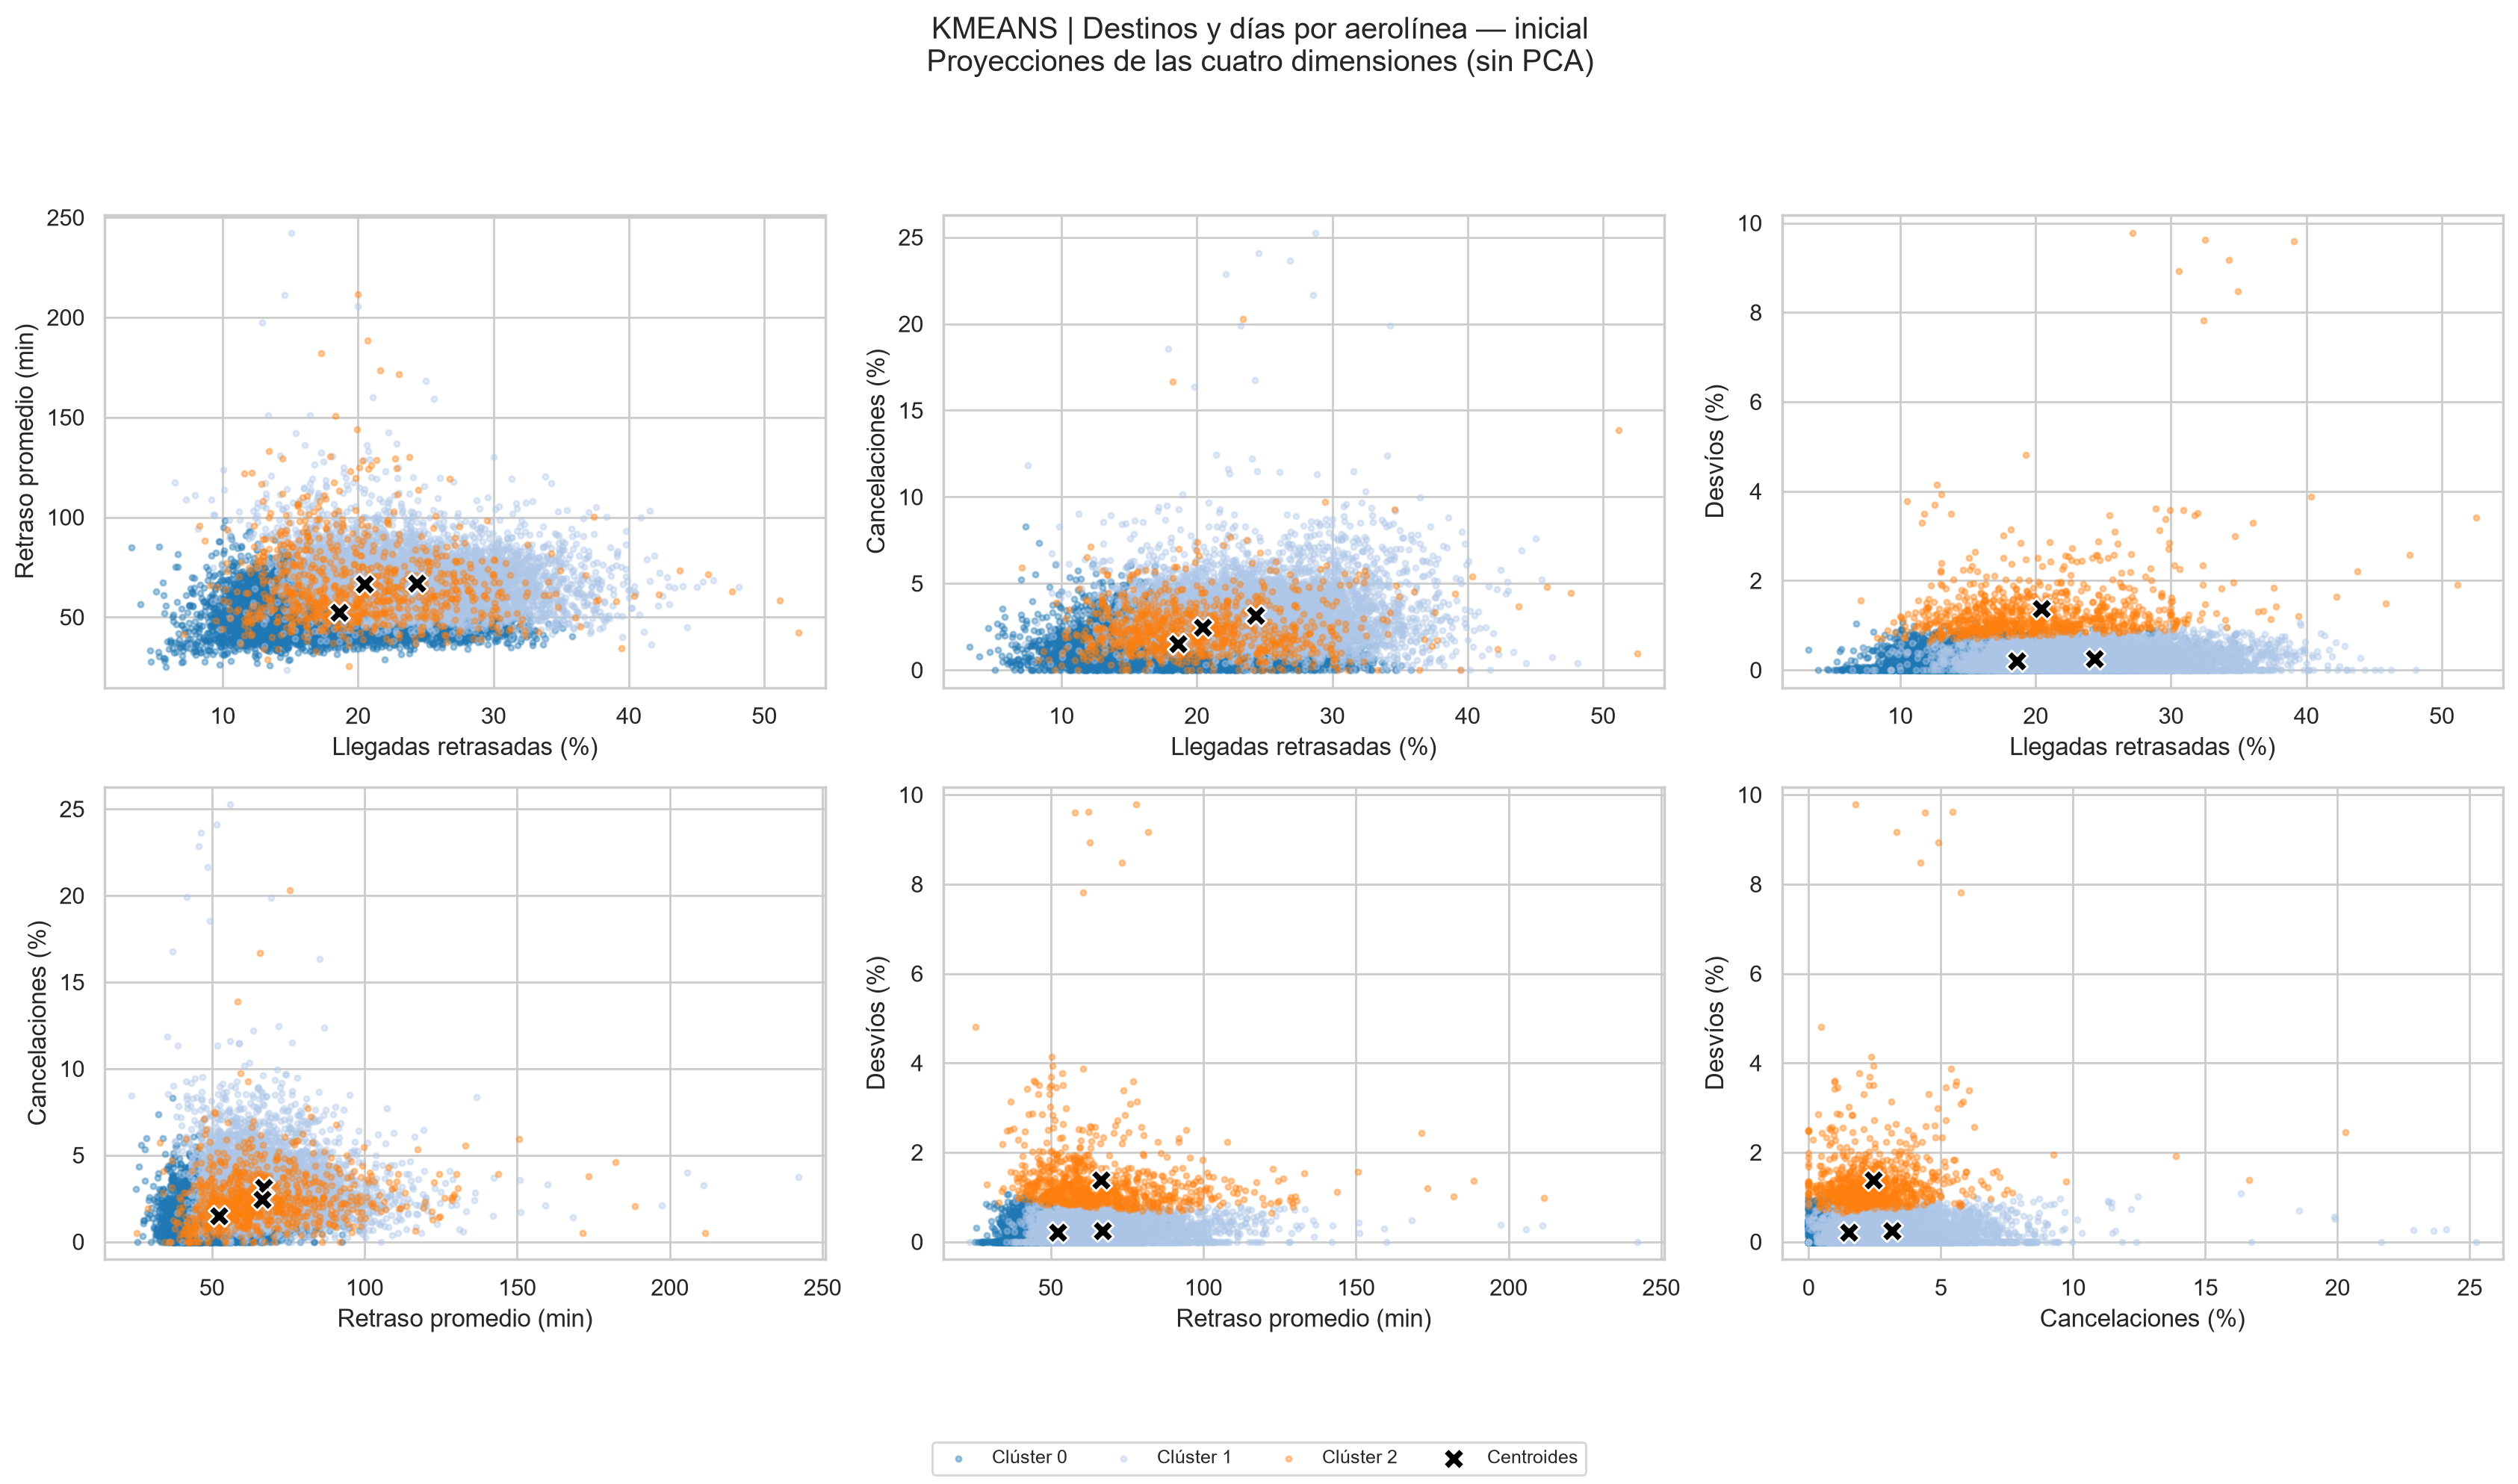 KMEANS | Destinos y días por aerolínea — inicial
Proyecciones de las cuatro dimensiones (sin PCA)
250
200
150
100
50
Retraso promedio (min)
10 20 30 40 50
Llegadas retrasadas (%)
25
20
15
10
5
0
Cancelaciones (%)
10 20 30 40 50
Llegadas retrasadas (%)
10
8
6
4
2
0
Desvíos (%)
10 20 30 40 50
Llegadas retrasadas (%)
25
20
15
10
5
0
Cancelaciones (%)
50 100 150 200 250
Retraso promedio (min)
10
8
6
4
2
0
Desvíos (%)
50 100 150 200 250
Retraso promedio (min)
10
8
6
4
2
0
Desvíos (%)
0 5 10 15 20 25
Cancelaciones (%)
Clúster 0 Clúster 1 Clúster 2 Centroides